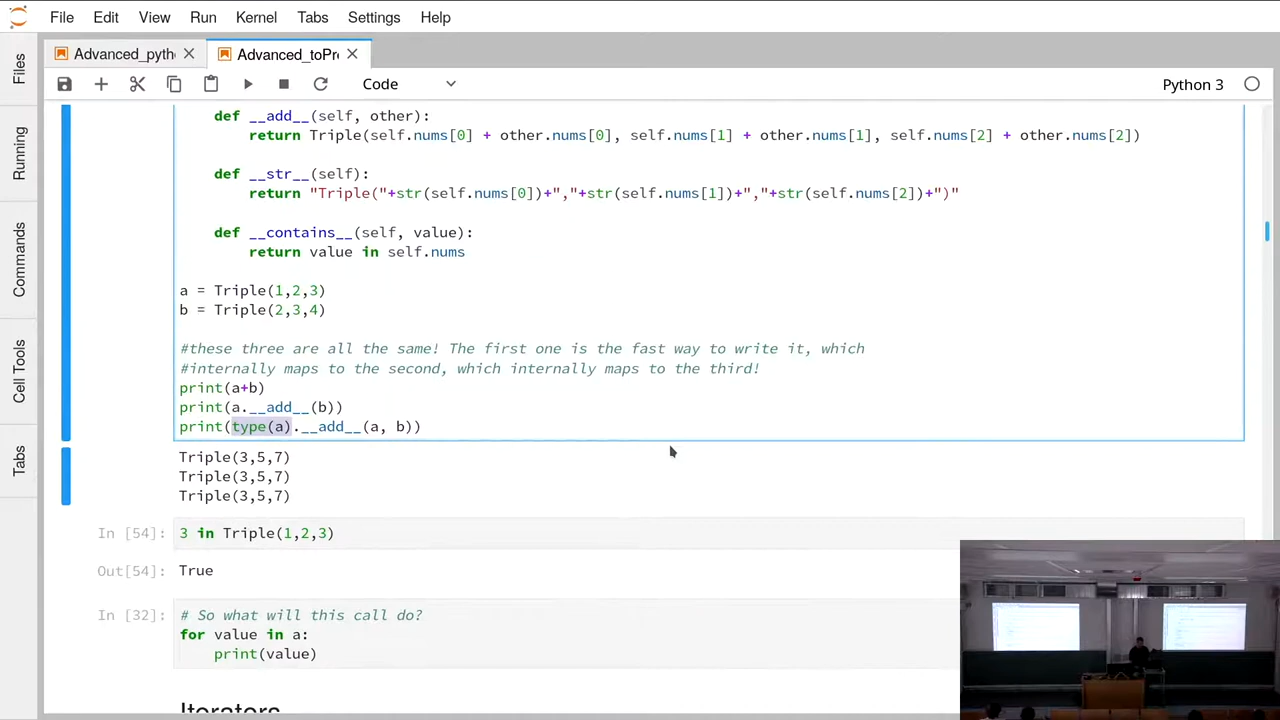 File Edit View Run Kernel Tabs Settings Help
Files
Running
Commands
Cell Tools
Tabs
Advanced_pyth
Advanced_toPr
Code
Python 3
def __add__(self, other):
return Triple(self.nums[0] + other.nums[0], self.nums[1] + other.nums[1], self.nums[2] + other.nums[2])
def __str__(self):
return "Triple("+str(self.nums[0])+","+str(self.nums[1])+","+str(self.nums[2])+")"
def __contains__(self, value):
return value in self.nums
a = Triple(1,2,3)
b = Triple(2,3,4)
#these three are all the same! The first one is the fast way to write it, which
#internally maps to the second, which internally maps to the third!
print(a+b)
print(a.__add__(b))
print(type(a).__add__(a, b))
Triple(3,5,7)
Triple(3,5,7)
Triple(3,5,7)
In [54]: 3 in Triple(1,2,3)
Out[54]: True
In [32]: # So what will this call do?
for value in a:
print(value)
Iterators